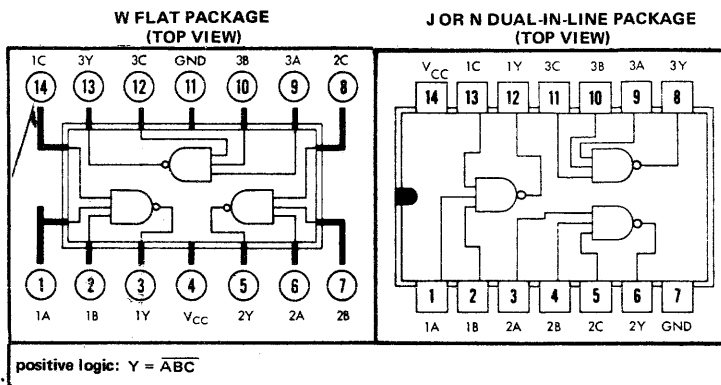 W FLAT PACKAGE
(TOP VIEW)
1C 3Y 3C GND 3B 3A 2C
14 13 12 11 10 9 8
1 2 3 4 5 6 7
1A 1B 1Y VCC 2Y 2A 2B
J OR N DUAL-IN-LINE PACKAGE
(TOP VIEW)
VCC 1C 1Y 3C 3B 3A 3Y
14 13 12 11 10 9 8
1 2 3 4 5 6 7
1A 1B 2A 2B 2C 2Y GND
positive logic: Y = A̅B̅C̅